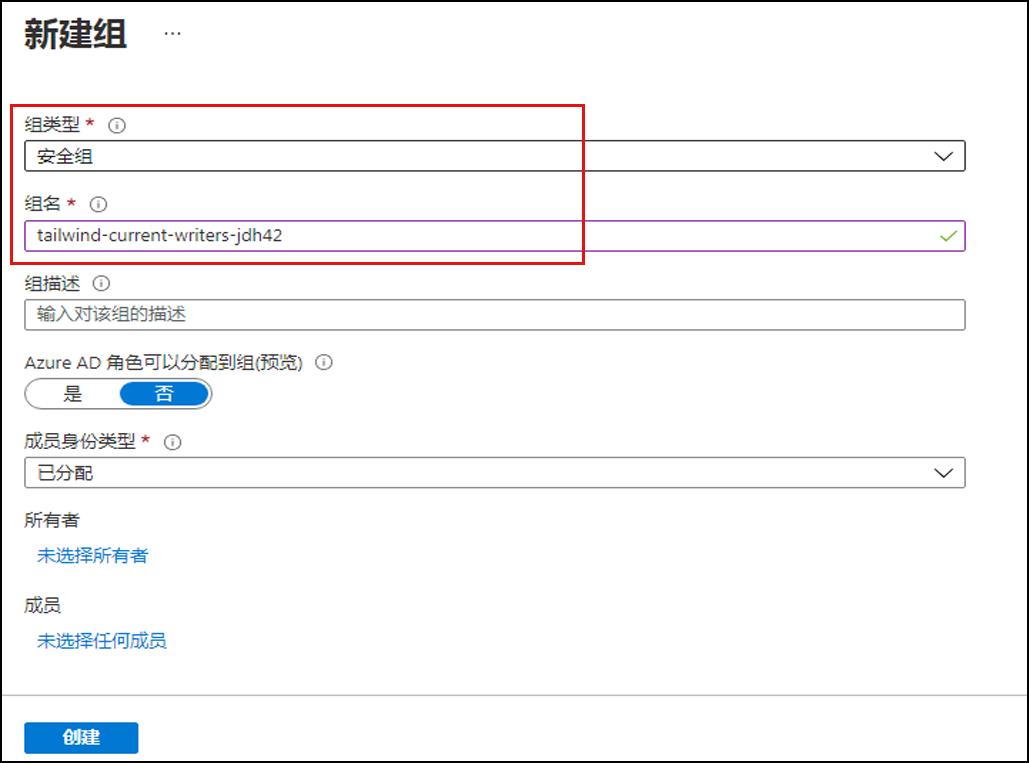 新建组 ...
组类型 *
安全组
组名 *
tailwind-current-writers-jdh42
组描述
输入对该组的描述
Azure AD 角色可以分配到组(预览)
是 否
成员身份类型 *
已分配
所有者
未选择所有者
成员
未选择任何成员
创建